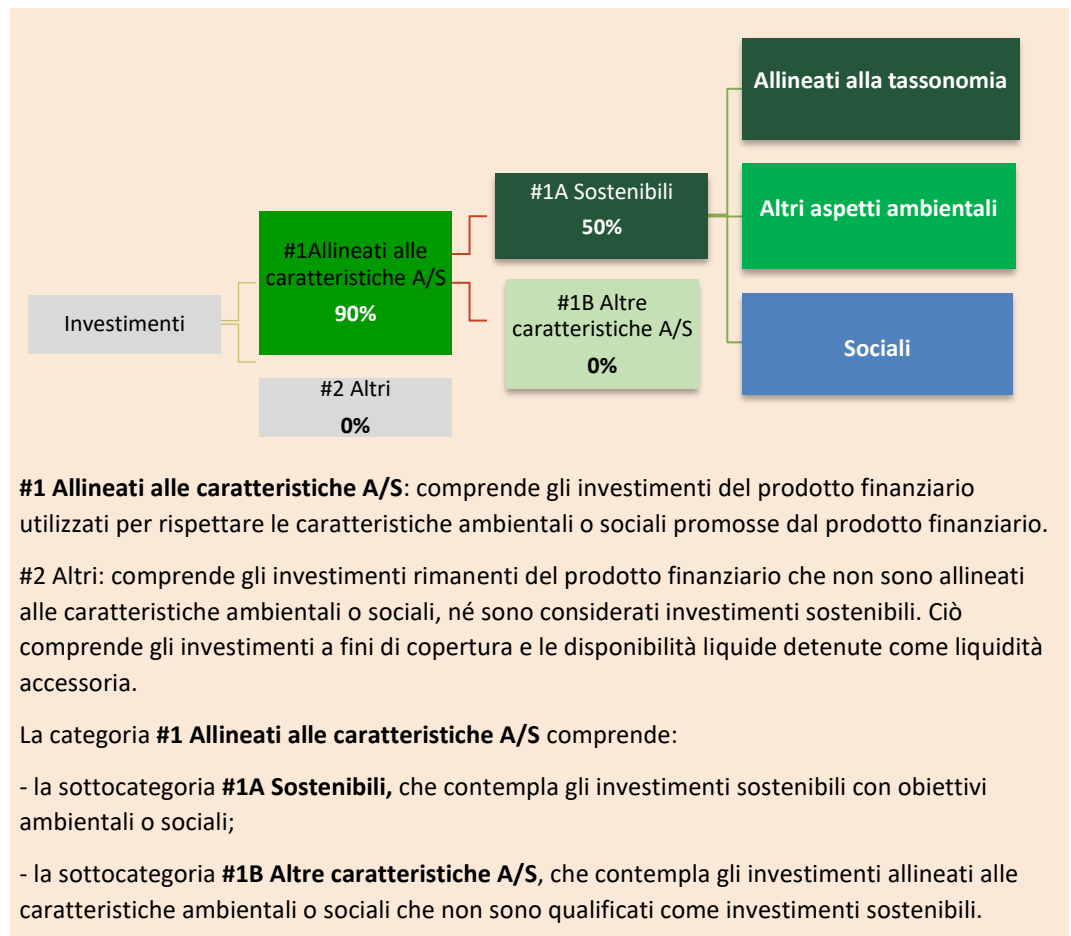 Allineati alla tassonomia
#1A Sostenibili
50%
Altri aspetti ambientali
#1Allineati alle
caratteristiche A/S
90%
#1B Altre
caratteristiche A/S
0%
Investimenti
Sociali
#2 Altri
0%
#1 Allineati alle caratteristiche A/S: comprende gli investimenti del prodotto finanziario
utilizzati per rispettare le caratteristiche ambientali o sociali promosse dal prodotto finanziario.
#2 Altri: comprende gli investimenti rimanenti del prodotto finanziario che non sono allineati
alle caratteristiche ambientali o sociali, né sono considerati investimenti sostenibili. Ciò
comprende gli investimenti a fini di copertura e le disponibilità liquide detenute come liquidità
accessoria.
La categoria #1 Allineati alle caratteristiche A/S comprende:
- la sottocategoria #1A Sostenibili, che contempla gli investimenti sostenibili con obiettivi
ambientali o sociali;
- la sottocategoria #1B Altre caratteristiche A/S, che contempla gli investimenti allineati alle
caratteristiche ambientali o sociali che non sono qualificati come investimenti sostenibili.